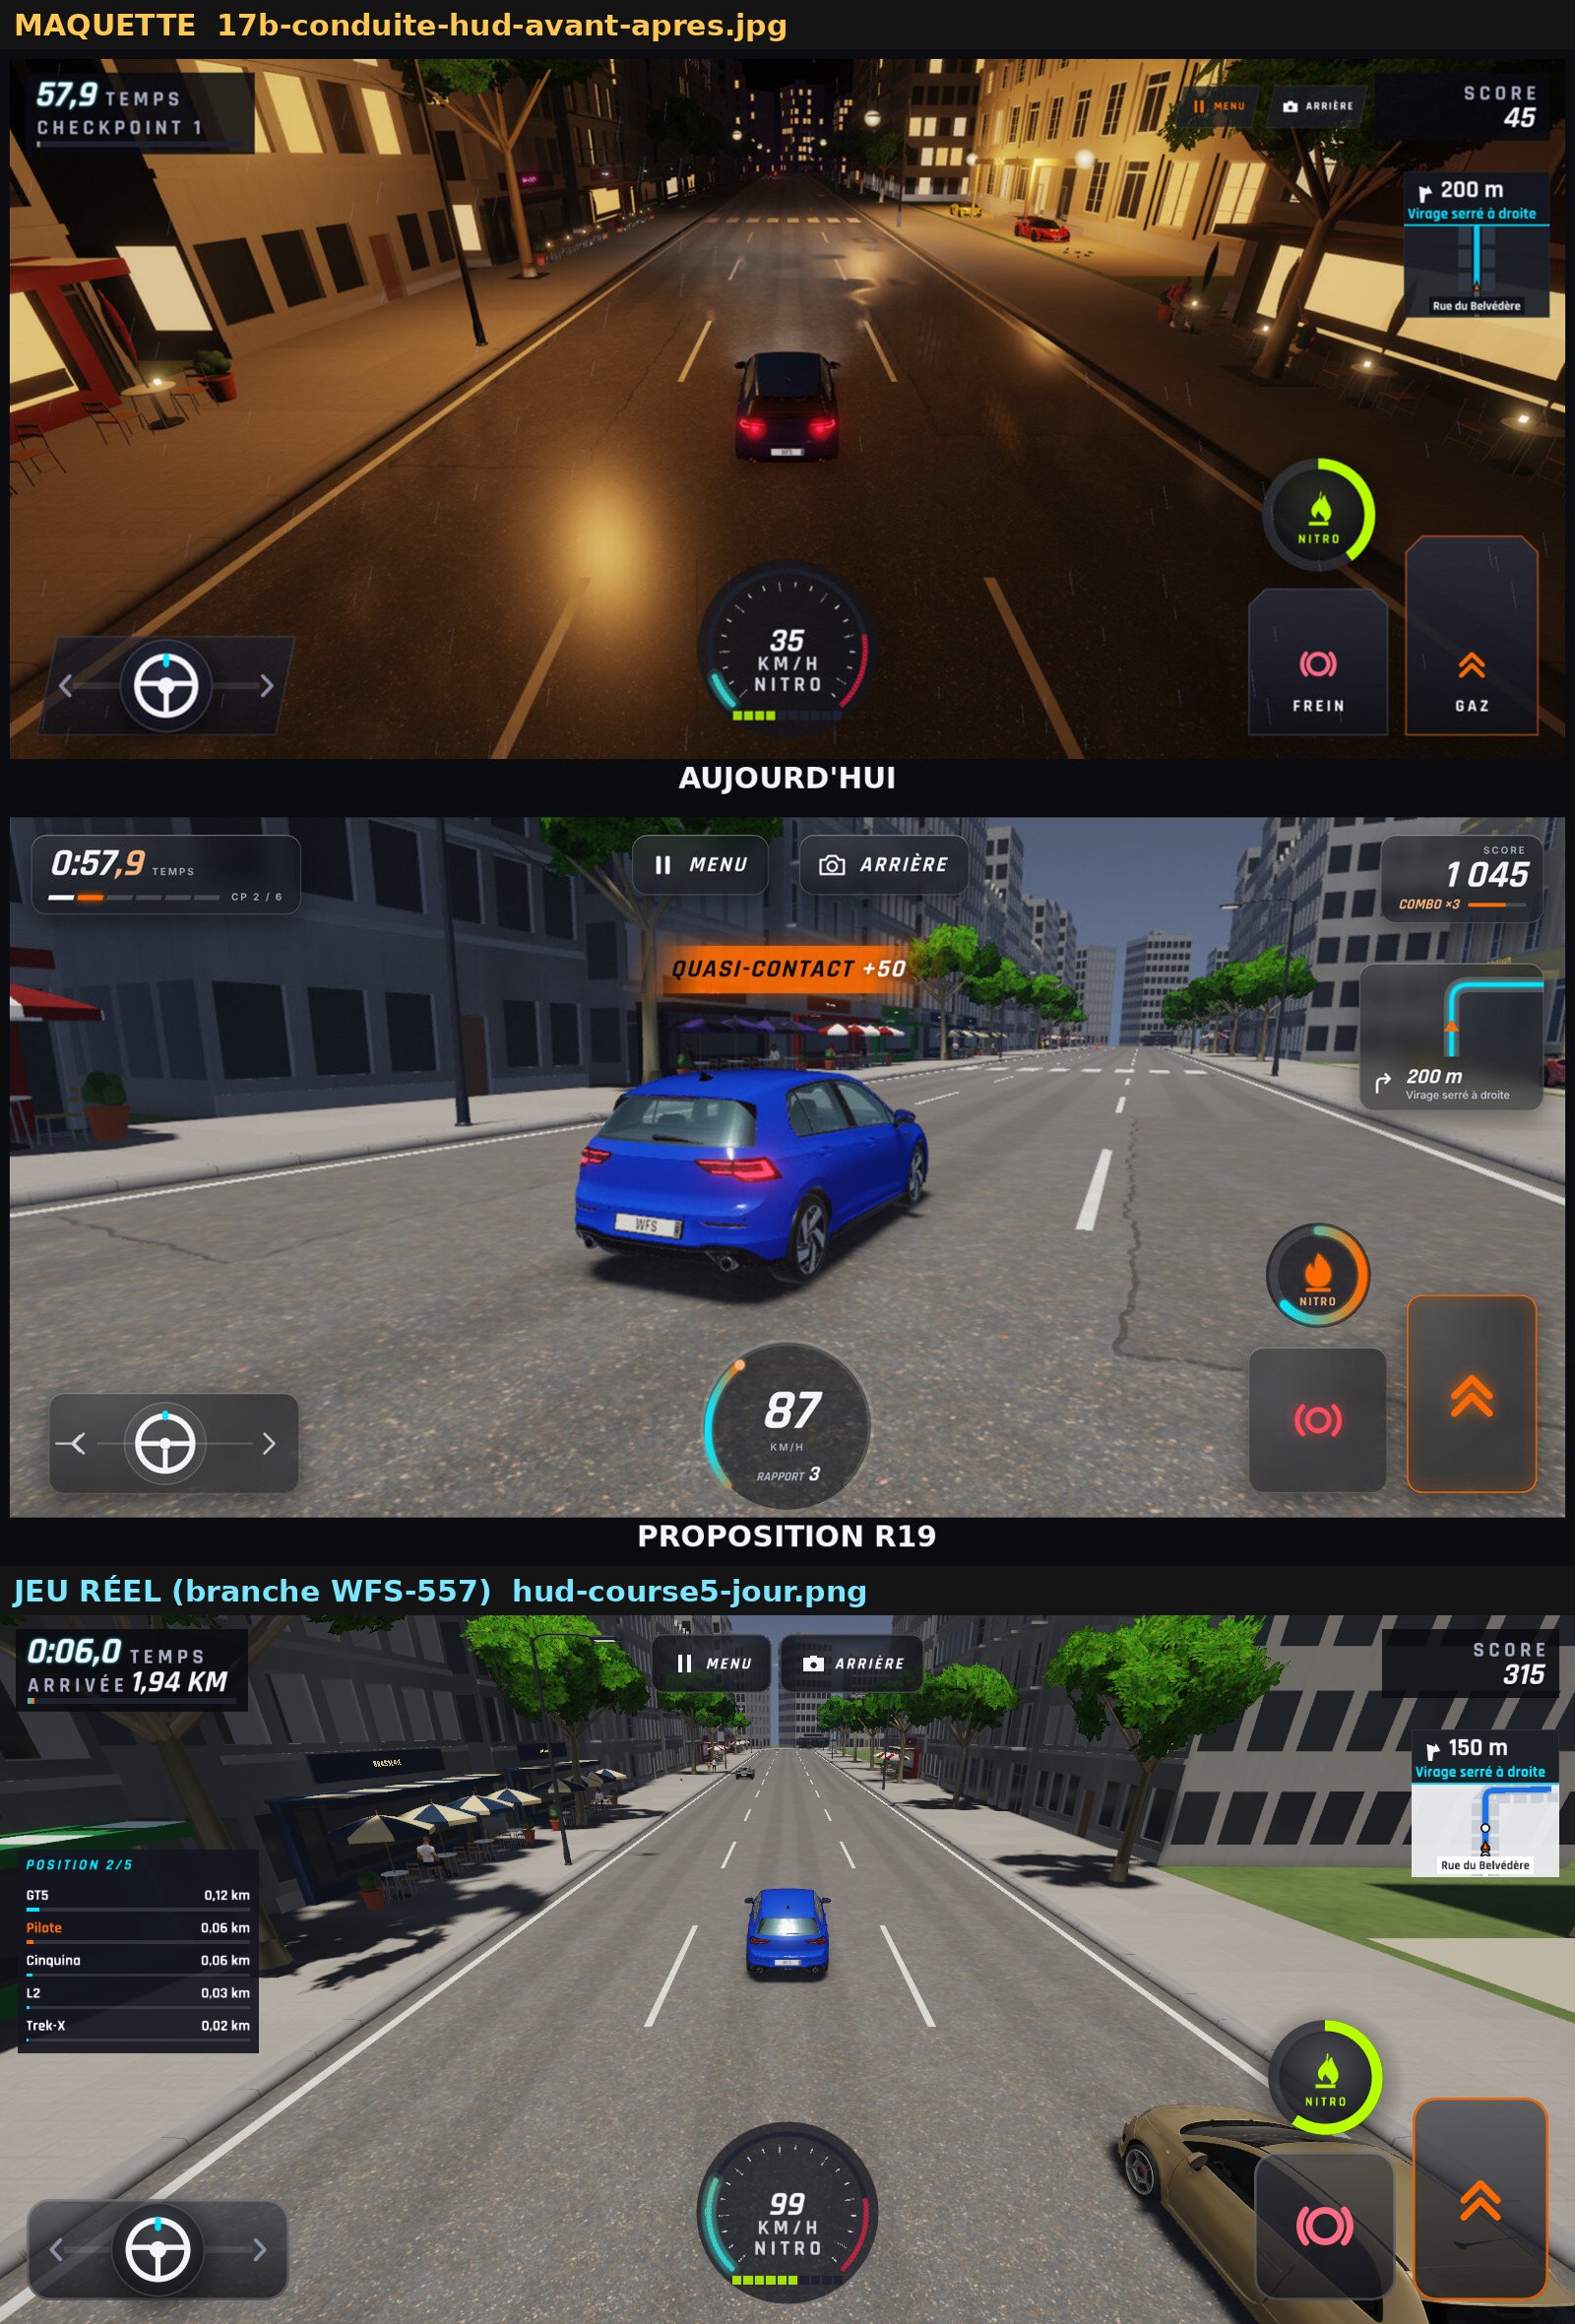 MAQUETTE 17b-conduite-hud-avant-apres.jpg
57,9 TEMPS
CHECKPOINT 1
MENU
ARRIÈRE
SCORE
45
200 m
Virage serré à droite
Rue du Belvédère
WFS
NITRO
35
KM/H
NITRO
FREIN
GAZ
AUJOURD'HUI
0:57,9 TEMPS
CP 2 / 6
MENU
ARRIÈRE
SCORE
1 045
COMBO ×3
QUASI-CONTACT +50
200 m
Virage serré à droite
WFS
NITRO
87
KM/H
RAPPORT 3
PROPOSITION R19
JEU RÉEL (branche WFS-557) hud-course5-jour.png
0:06,0 TEMPS
ARRIVÉE 1,94 KM
MENU
ARRIÈRE
SCORE
315
BRASSERIE
150 m
Virage serré à droite
Rue du Belvédère
POSITION 2/5
GT5 0,12 km
Pilote 0,06 km
Cinquina 0,06 km
L2 0,03 km
Trek-X 0,02 km
NITRO
99
KM/H
NITRO